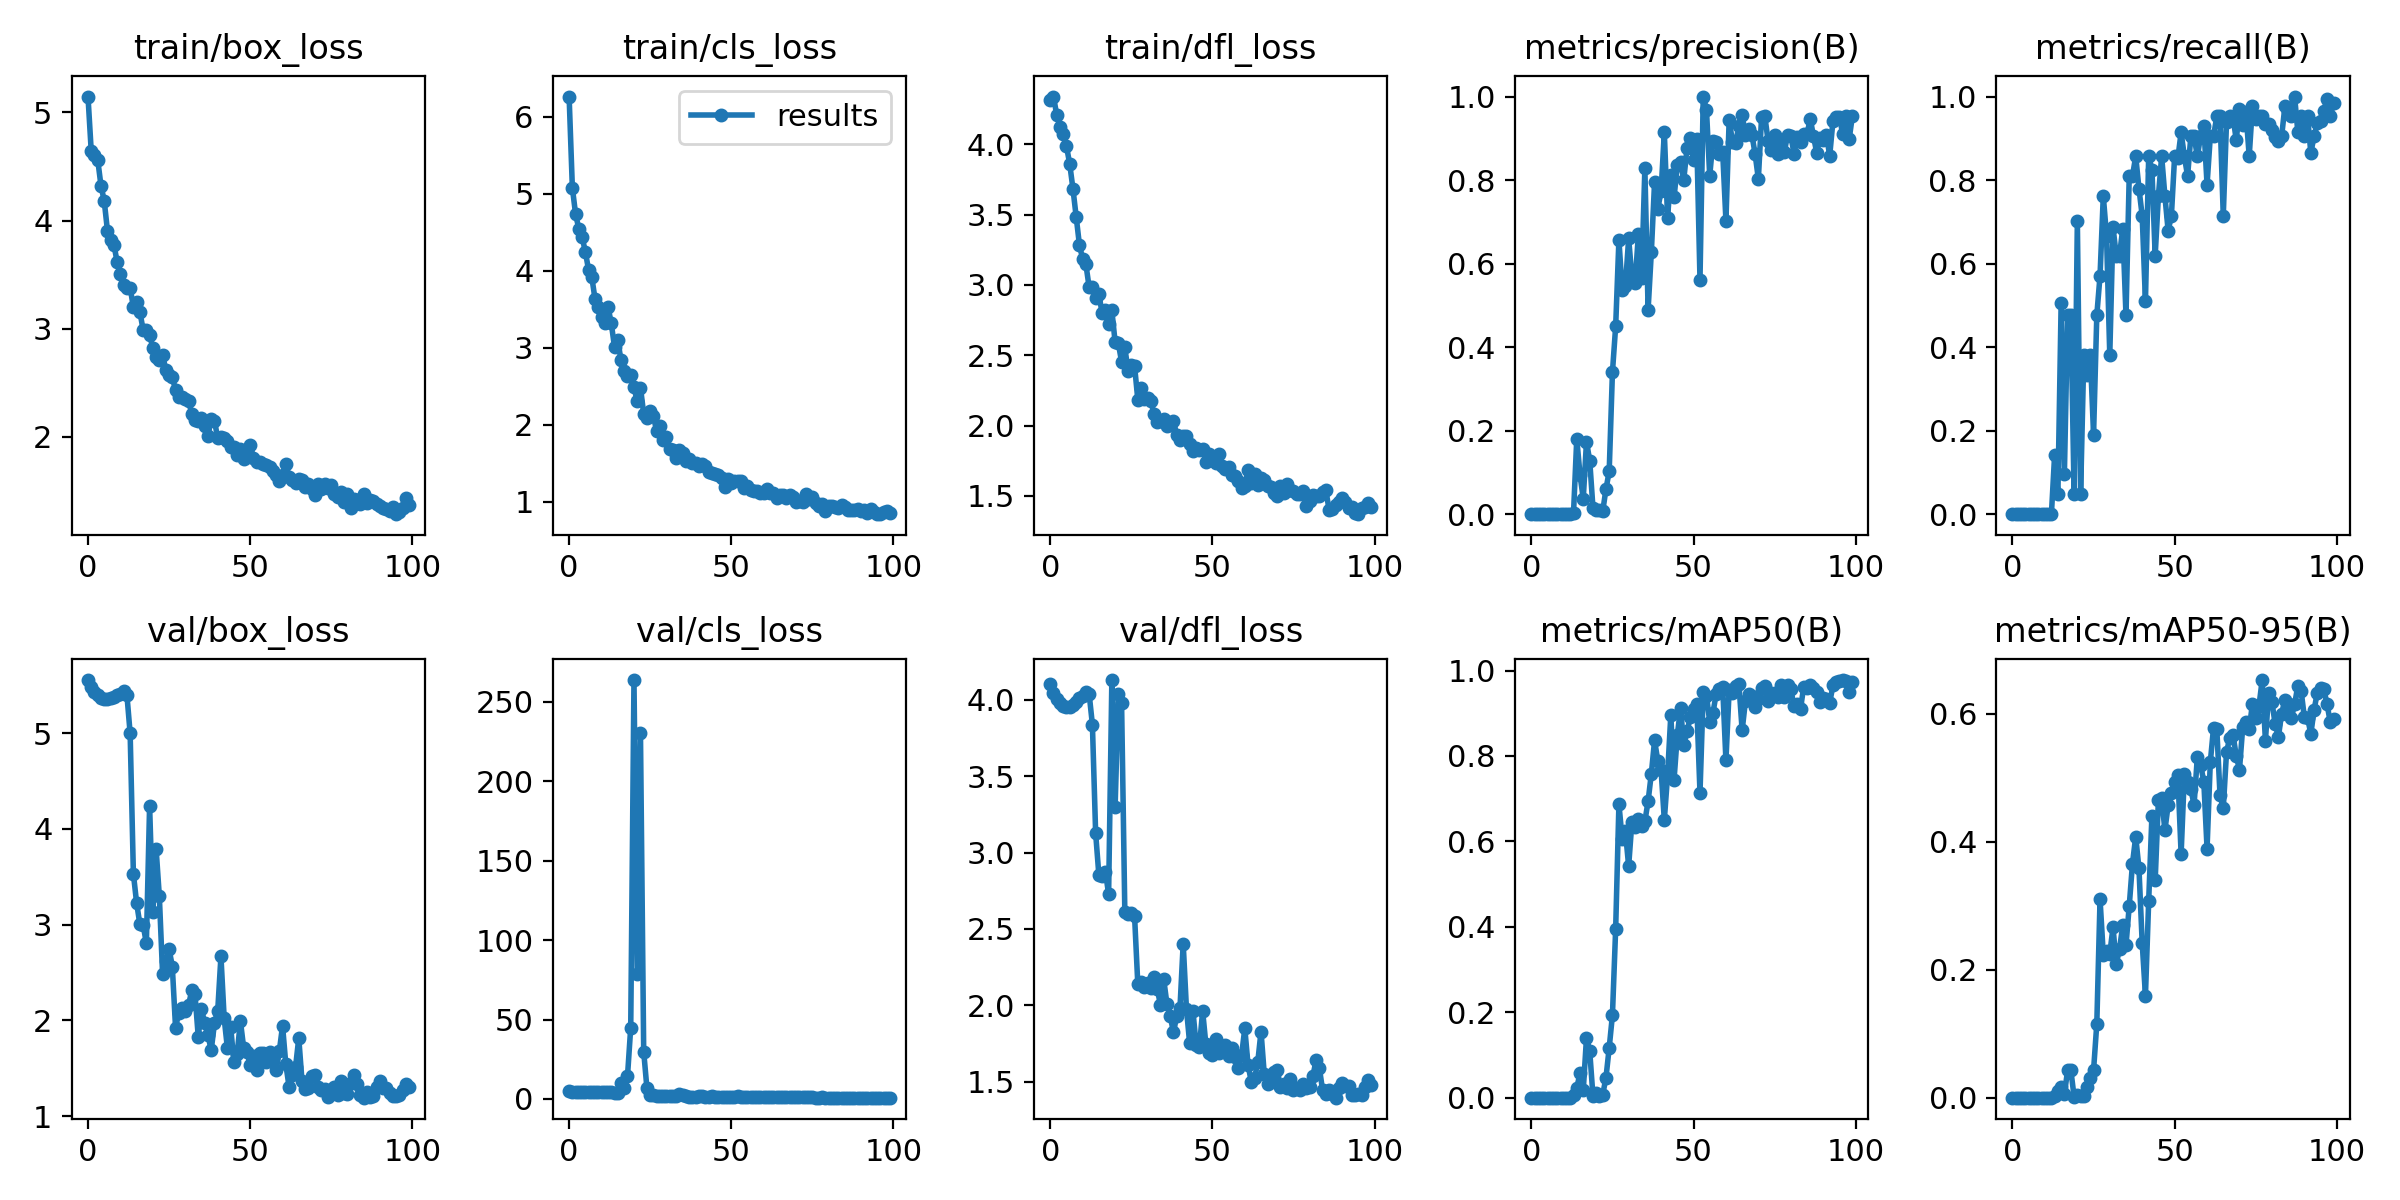 train/box_loss
train/cls_loss
train/dfl_loss
metrics/precision(B)
metrics/recall(B)
5
4
3
2
0 50 100
results
6
5
4
3
2
1
0 50 100
4.0
3.5
3.0
2.5
2.0
1.5
0 50 100
1.0
0.8
0.6
0.4
0.2
0.0
0 50 100
1.0
0.8
0.6
0.4
0.2
0.0
0 50 100
val/box_loss
val/cls_loss
val/dfl_loss
metrics/mAP50(B)
metrics/mAP50-95(B)
5
4
3
2
1
0 50 100
250
200
150
100
50
0
0 50 100
4.0
3.5
3.0
2.5
2.0
1.5
0 50 100
1.0
0.8
0.6
0.4
0.2
0.0
0 50 100
0.6
0.4
0.2
0.0
0 50 100